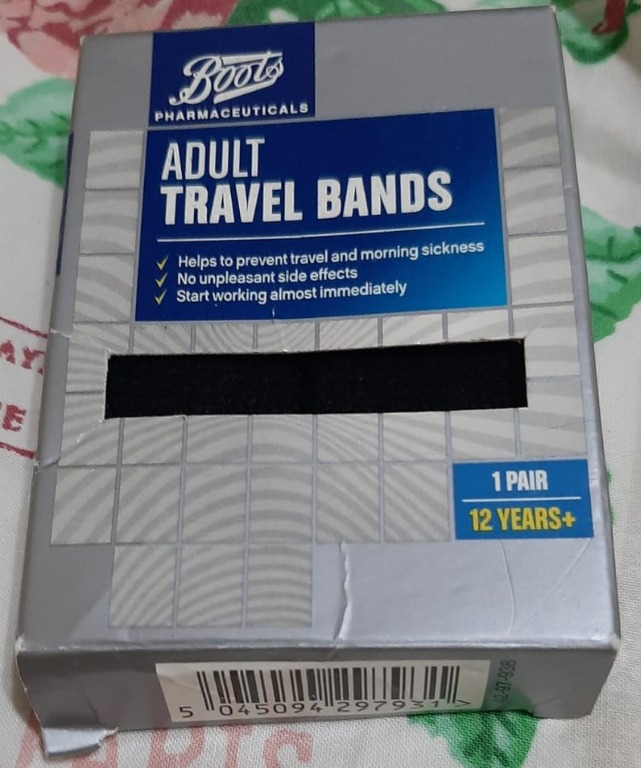 Boots
PHARMACEUTICALS
ADULT
TRAVEL BANDS
✓ Helps to prevent travel and morning sickness
✓ No unpleasant side effects
✓ Start working almost immediately
1 PAIR
12 YEARS+
5 045094 297931 >